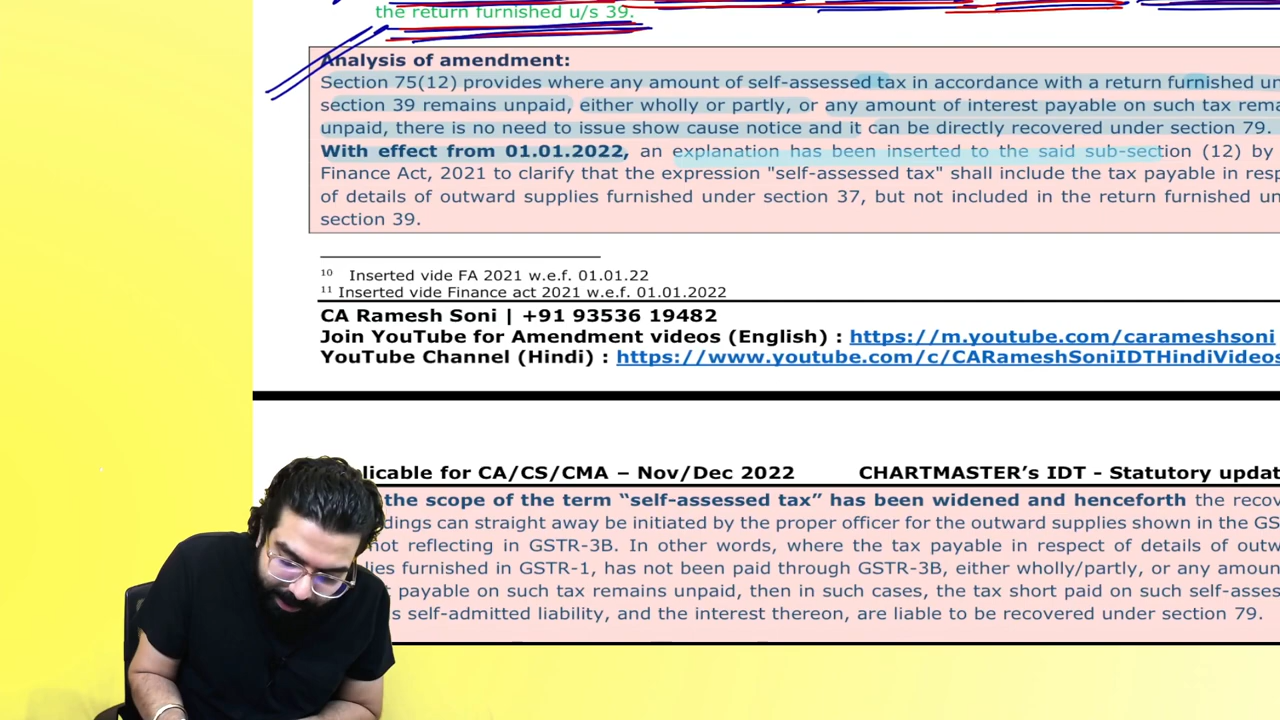 the return furnished u/s 39.
Analysis of amendment:
Section 75(12) provides where any amount of self-assessed tax in accordance with a return furnished un
section 39 remains unpaid, either wholly or partly, or any amount of interest payable on such tax rema
unpaid, there is no need to issue show cause notice and it can be directly recovered under section 79.
With effect from 01.01.2022, an explanation has been inserted to the said sub-section (12) by
Finance Act, 2021 to clarify that the expression "self-assessed tax" shall include the tax payable in resp
of details of outward supplies furnished under section 37, but not included in the return furnished un
section 39.
10 Inserted vide FA 2021 w.e.f. 01.01.22
11 Inserted vide Finance act 2021 w.e.f. 01.01.2022
CA Ramesh Soni | +91 93536 19482
Join YouTube for Amendment videos (English) : https://m.youtube.com/carameshsoni
YouTube Channel (Hindi) : https://www.youtube.com/c/CARameshSoniIDTHindiVideos
licable for CA/CS/CMA – Nov/Dec 2022 CHARTMASTER’s IDT - Statutory updat
the scope of the term “self-assessed tax” has been widened and henceforth the recov
dings can straight away be initiated by the proper officer for the outward supplies shown in the GS
not reflecting in GSTR-3B. In other words, where the tax payable in respect of details of outw
lies furnished in GSTR-1, has not been paid through GSTR-3B, either wholly/partly, or any amoun
payable on such tax remains unpaid, then in such cases, the tax short paid on such self-asses
s self-admitted liability, and the interest thereon, are liable to be recovered under section 79.